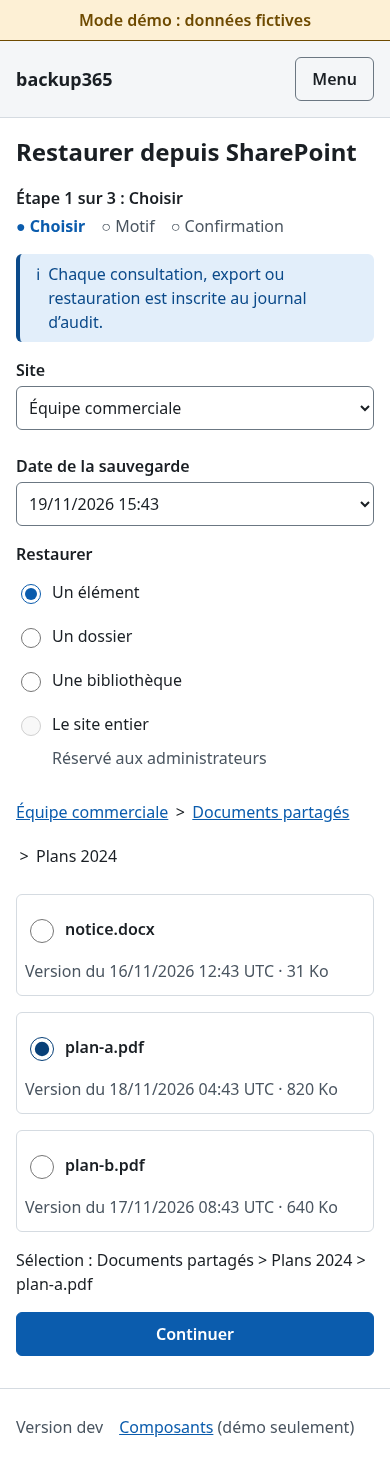 Mode démo : données fictives
backup365
Menu
Restaurer depuis SharePoint
Étape 1 sur 3 : Choisir
● Choisir ○ Motif ○ Confirmation
i Chaque consultation, export ou
restauration est inscrite au journal
d’audit.
Site
Équipe commerciale
Date de la sauvegarde
19/11/2026 15:43
Restaurer
Un élément
Un dossier
Une bibliothèque
Le site entier
Réservé aux administrateurs
Équipe commerciale > Documents partagés
> Plans 2024
notice.docx
Version du 16/11/2026 12:43 UTC · 31 Ko
plan-a.pdf
Version du 18/11/2026 04:43 UTC · 820 Ko
plan-b.pdf
Version du 17/11/2026 08:43 UTC · 640 Ko
Sélection : Documents partagés > Plans 2024 >
plan-a.pdf
Continuer
Version dev Composants (démo seulement)